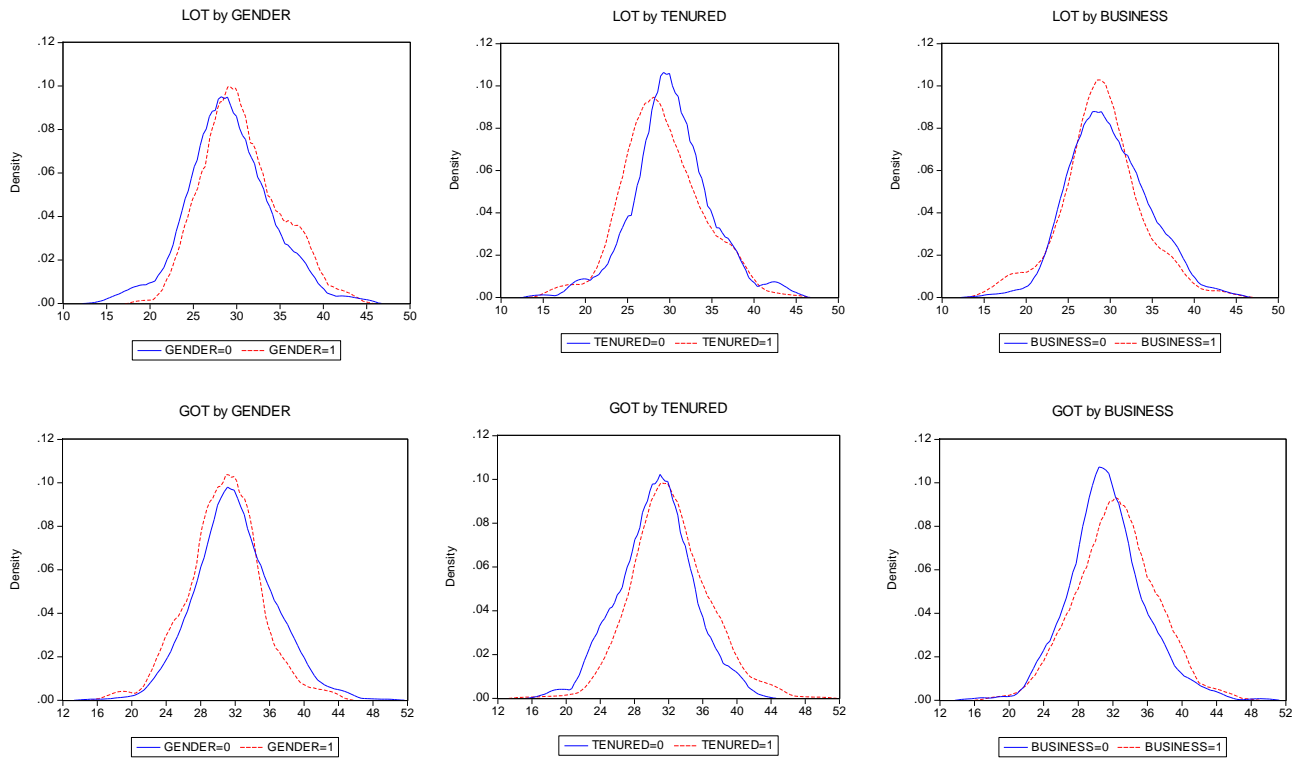 LOT by GENDER
.12
.10
.08
.06
.04
.02
.00
Density
10 15 20 25 30 35 40 45 50
GENDER=0 GENDER=1
LOT by TENURED
.12
.10
.08
.06
.04
.02
.00
Density
10 15 20 25 30 35 40 45 50
TENURED=0 TENURED=1
LOT by BUSINESS
.12
.10
.08
.06
.04
.02
.00
Density
10 15 20 25 30 35 40 45 50
BUSINESS=0 BUSINESS=1
GOT by GENDER
.12
.10
.08
.06
.04
.02
.00
Density
12 16 20 24 28 32 36 40 44 48 52
GENDER=0 GENDER=1
GOT by TENURED
.12
.10
.08
.06
.04
.02
.00
Density
12 16 20 24 28 32 36 40 44 48 52
TENURED=0 TENURED=1
GOT by BUSINESS
.12
.10
.08
.06
.04
.02
.00
Density
12 16 20 24 28 32 36 40 44 48 52
BUSINESS=0 BUSINESS=1